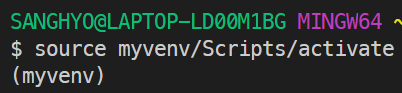 SANGHYO@LAPTOP-LD00M1BG MINGW64 ~
$ source myvenv/Scripts/activate
(myvenv)